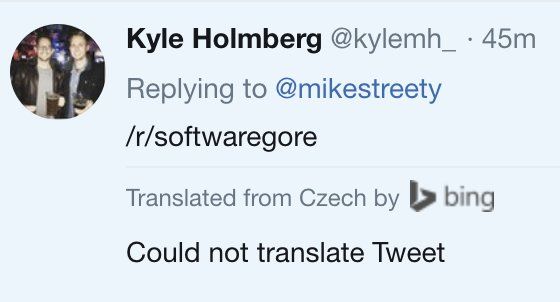 Kyle Holmberg @kylemh_ · 45m
Replying to @mikestreety
/r/softwaregore
Translated from Czech by bing
Could not translate Tweet